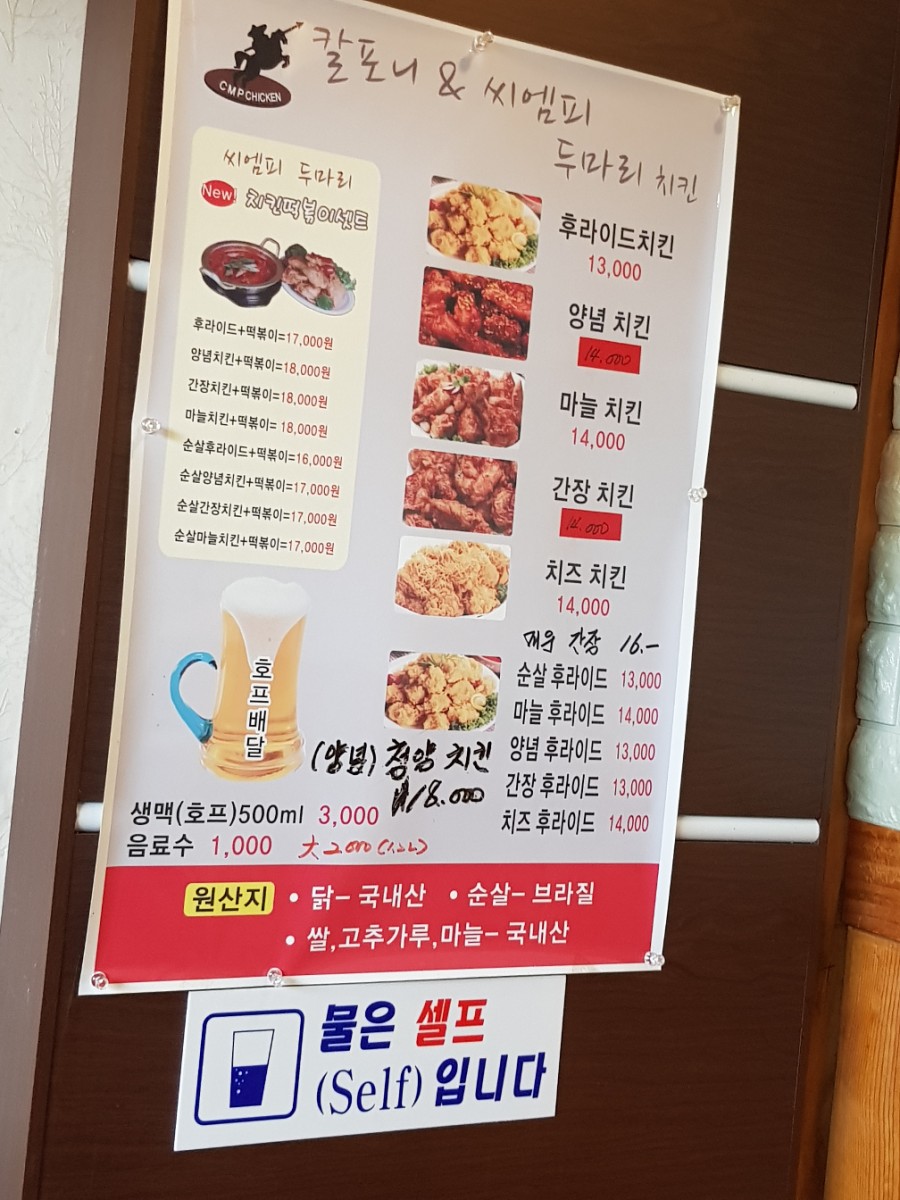 CMPCHICKEN
칼포니 & 씨엠피
두마리 치킨
씨엠피 두마리
New! 치킨떡볶이셋트
후라이드+떡볶이=17,000원
양념치킨+떡볶이=18,000원
간장치킨+떡볶이=18,000원
마늘치킨+떡볶이= 18,000원
순살후라이드+떡볶이=16,000원
순살양념치킨+떡볶이=17,000원
순살간장치킨+떡볶이=17,000원
순살마늘치킨+떡볶이=17,000원
후라이드치킨
13,000
양념 치킨
14.000
마늘 치킨
14,000
간장 치킨
14.000
치즈 치킨
14,000
매운 간장 16.-
순살 후라이드 13,000
마늘 후라이드 14,000
양념 후라이드 13,000
간장 후라이드 13,000
치즈 후라이드 14,000
(양념) 청양 치킨
₩18.000
호프배달
생맥(호프)500ml 3,000
음료수 1,000 大 2000
원산지 • 닭- 국내산 • 순살- 브라질
• 쌀,고추가루,마늘- 국내산
물은 셀프
(Self) 입니다